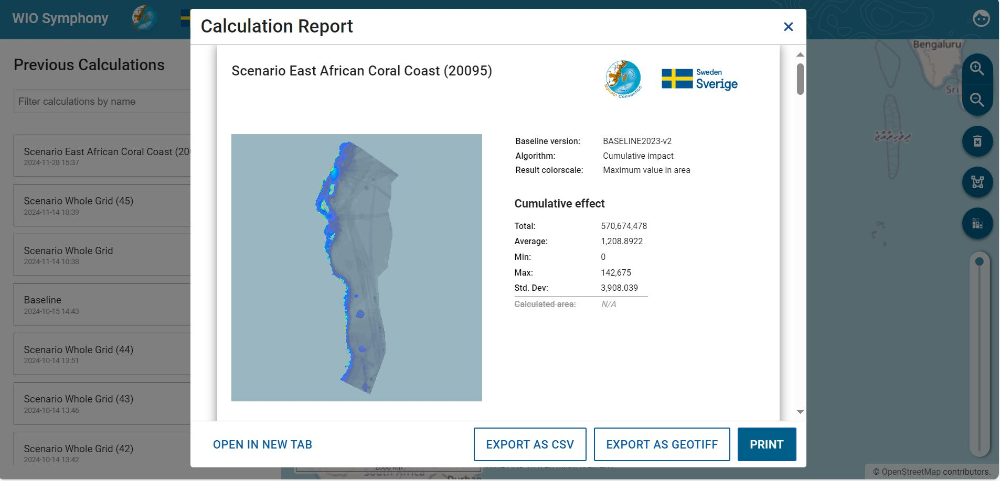 WIO Symphony
Calculation Report
Previous Calculations
Filter calculations by name
Scenario East African Coral Coast (20
2024-11-28 15:37
Scenario Whole Grid (45)
2024-11-14 10:39
Scenario Whole Grid
2024-11-14 10:38
Baseline
2024-10-15 14:43
Scenario Whole Grid (44)
2024-10-14 13:51
Scenario Whole Grid (43)
2024-10-14 13:46
Scenario Whole Grid (42)
2024-10-14 13:42
Scenario East African Coral Coast (20095)
Nairobi Convention
Sweden
Sverige
Baseline version: BASELINE2023-v2
Algorithm: Cumulative impact
Result colorscale: Maximum value in area
Cumulative effect
Total: 570,674,478
Average: 1,208.8922
Min: 0
Max: 142,675
Std. Dev: 3,908.039
Calculated area: N/A
OPEN IN NEW TAB
EXPORT AS CSV
EXPORT AS GEOTIFF
PRINT
Bengaluru
Sri
ދިވެހިރާއްޖެ
South Africa
Durban
© OpenStreetMap contributors.